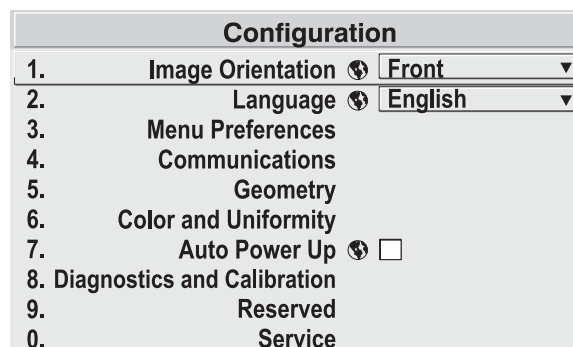 Configuration
1. Image Orientation Front
2. Language English
3. Menu Preferences
4. Communications
5. Geometry
6. Color and Uniformity
7. Auto Power Up
8. Diagnostics and Calibration
9. Reserved
0. Service